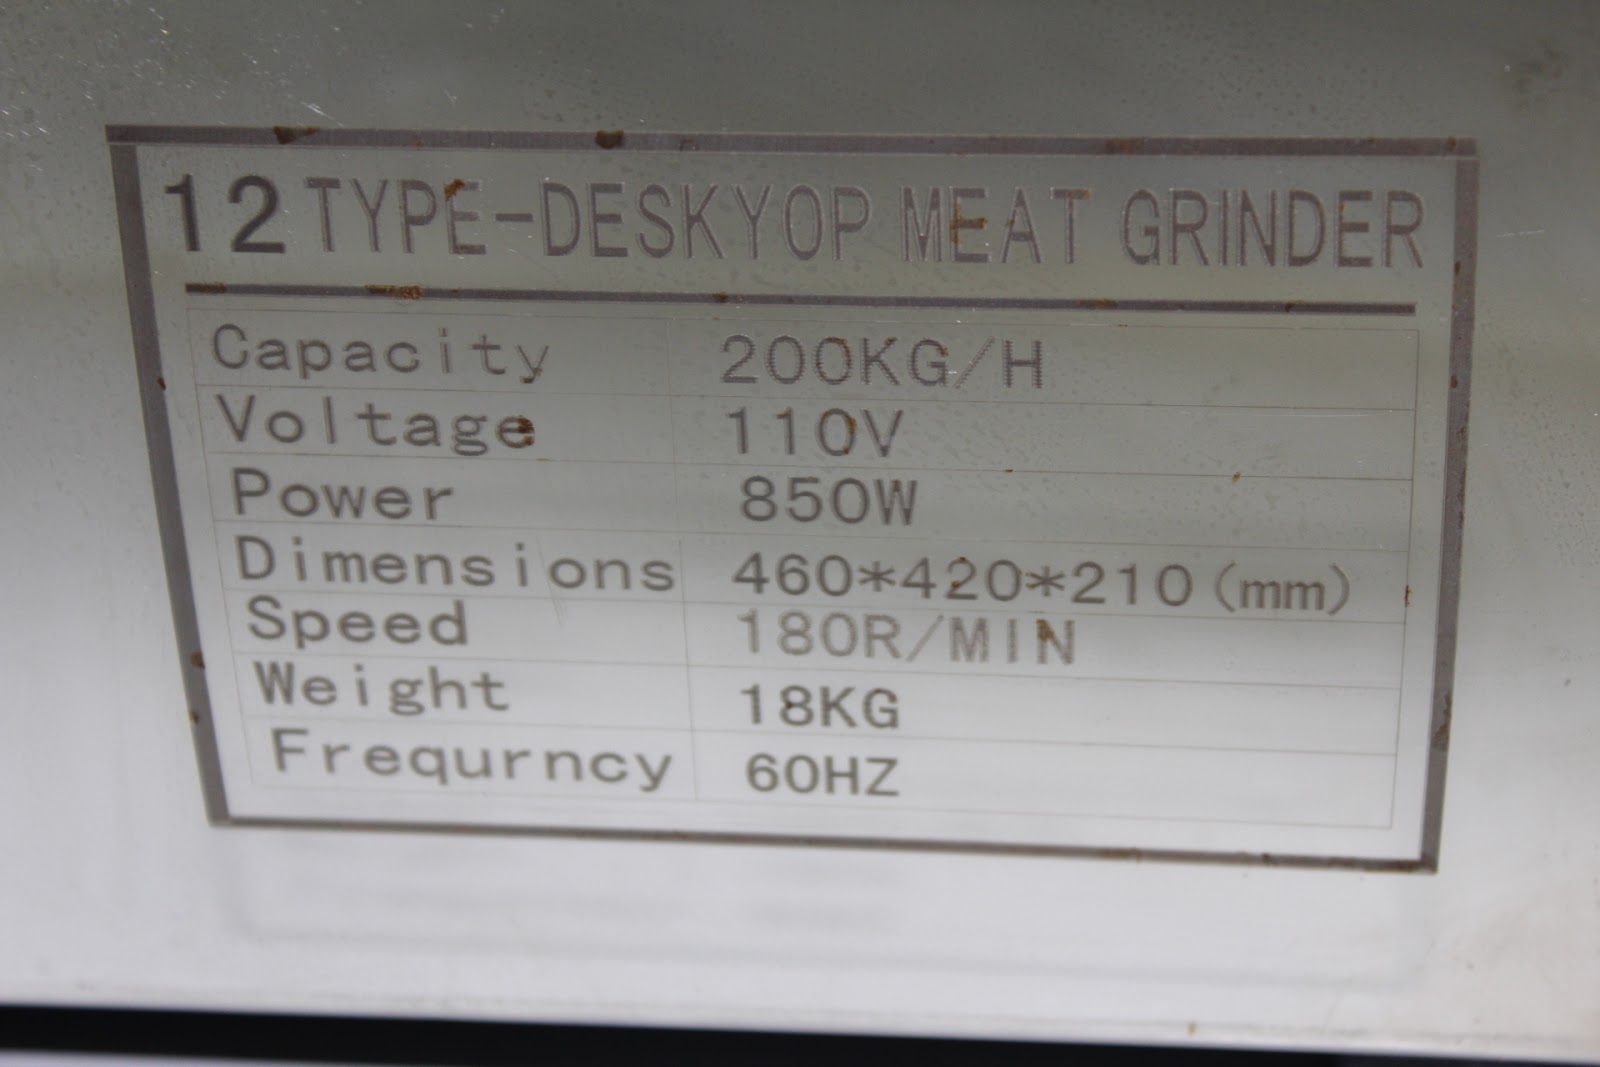 12 TYPE-DESKYOP MEAT GRINDER
Capacity 200KG/H
Voltage 110V
Power 850W
Dimensions 460*420*210(mm)
Speed 180R/MIN
Weight 18KG
Frequrncy 60HZ